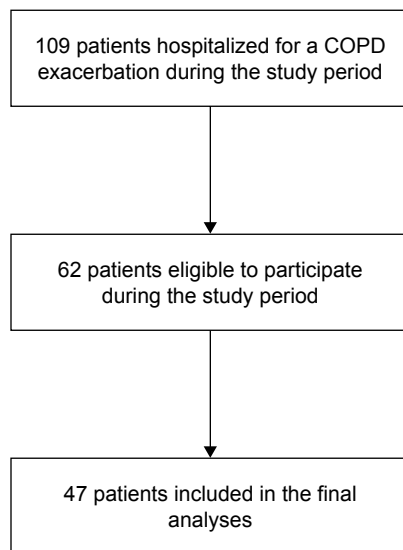 109 patients hospitalized for a COPD
exacerbation during the study period
62 patients eligible to participate
during the study period
47 patients included in the final
analyses